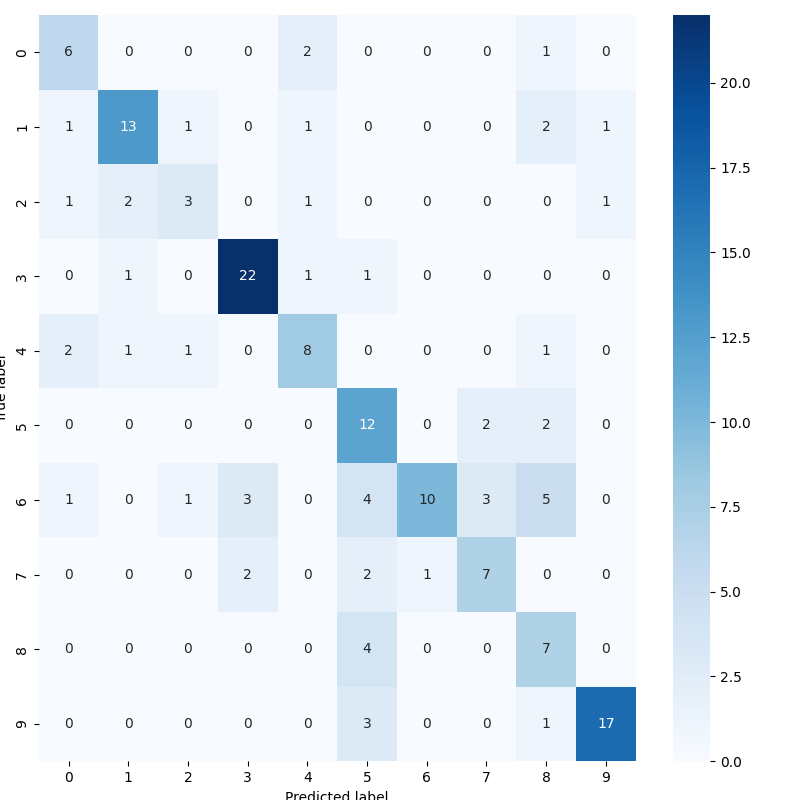 0 6 0 0 0 2 0 0 0 1 0
1 1 13 1 0 1 0 0 0 2 1
2 1 2 3 0 1 0 0 0 0 1
3 0 1 0 22 1 1 0 0 0 0
4 2 1 1 0 8 0 0 0 1 0
5 0 0 0 0 0 12 0 2 2 0
6 1 0 1 3 0 4 10 3 5 0
7 0 0 0 2 0 2 1 7 0 0
8 0 0 0 0 0 4 0 0 7 0
9 0 0 0 0 0 3 0 0 1 17
0 1 2 3 4 5 6 7 8 9
Predicted label
True label
20.0
17.5
15.0
12.5
10.0
7.5
5.0
2.5
0.0